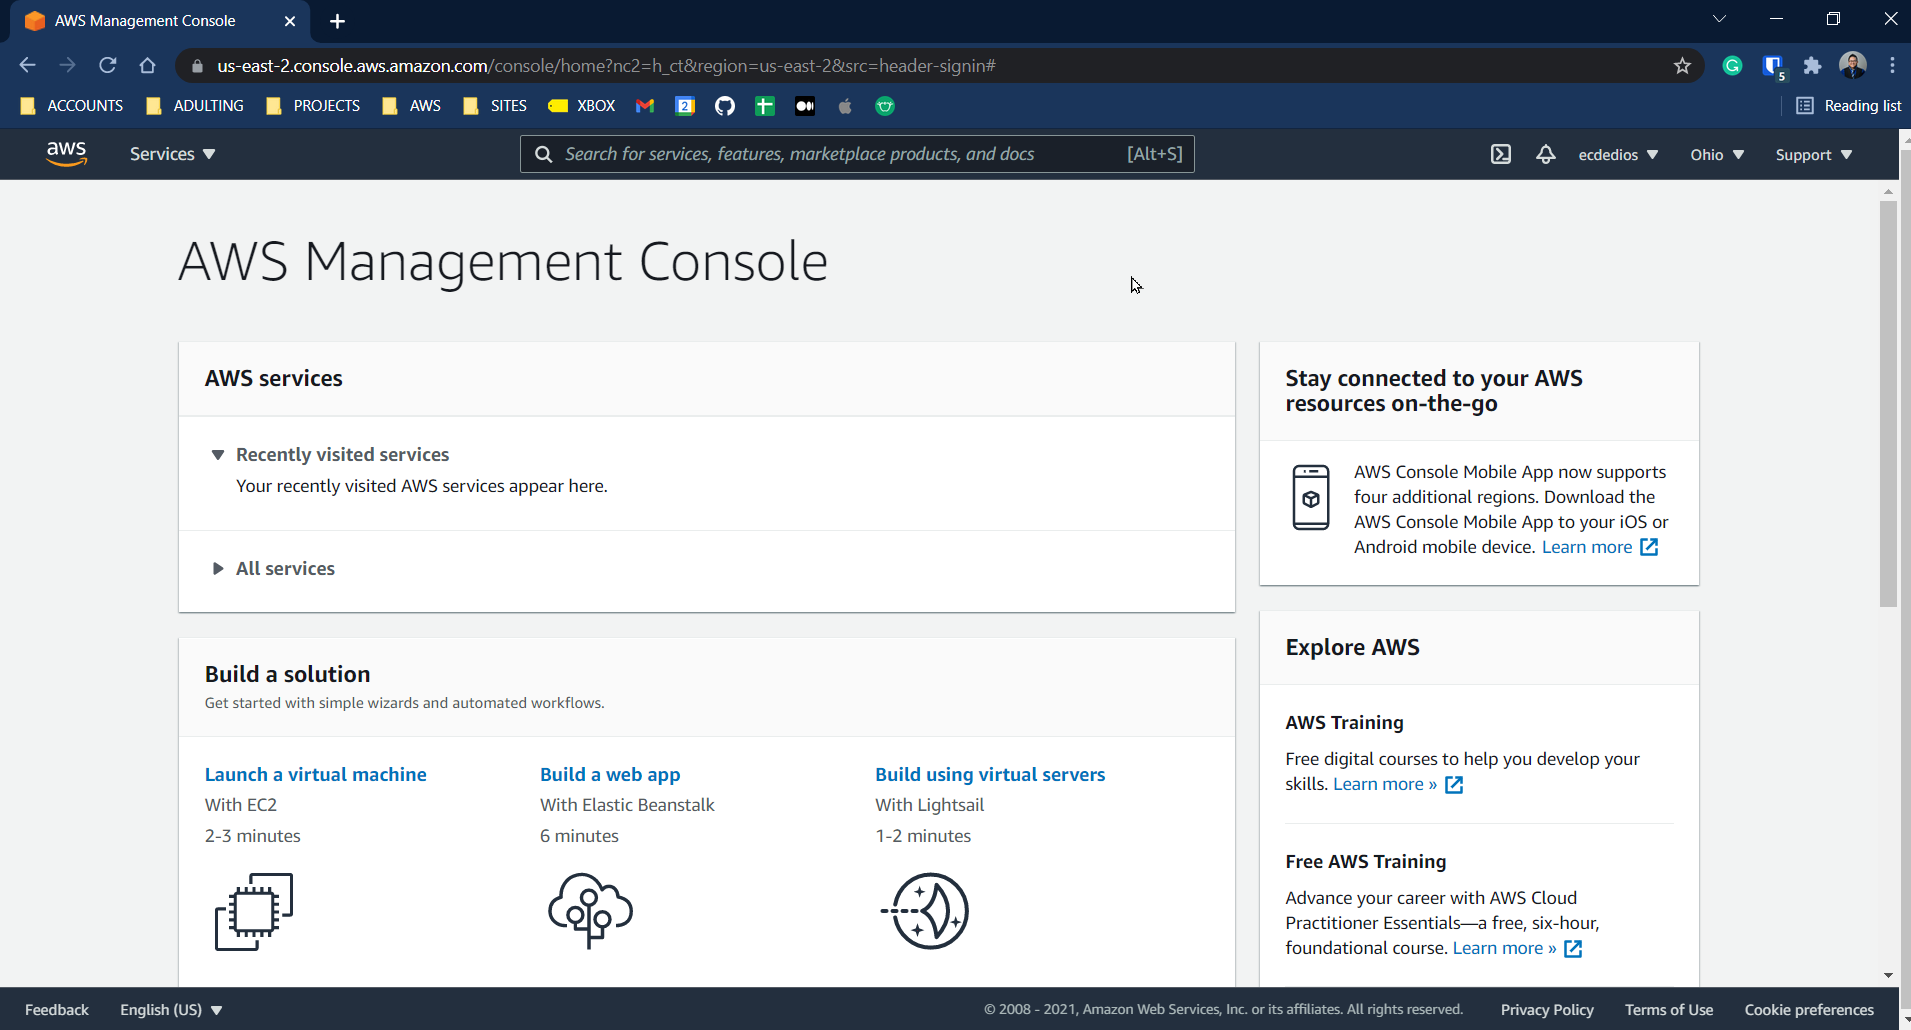 AWS Management Console
us-east-2.console.aws.amazon.com/console/home?nc2=h_ct&region=us-east-2&src=header-signin#
5
ACCOUNTS ADULTING PROJECTS AWS SITES XBOX 2 Reading list
aws Services Search for services, features, marketplace products, and docs [Alt+S] ecdedios Ohio Support
AWS Management Console
AWS services
Recently visited services
Your recently visited AWS services appear here.
All services
Build a solution
Get started with simple wizards and automated workflows.
Launch a virtual machine
With EC2
2-3 minutes
Build a web app
With Elastic Beanstalk
6 minutes
Build using virtual servers
With Lightsail
1-2 minutes
Stay connected to your AWS
resources on-the-go
AWS Console Mobile App now supports
four additional regions. Download the
AWS Console Mobile App to your iOS or
Android mobile device. Learn more
Explore AWS
AWS Training
Free digital courses to help you develop your
skills. Learn more »
Free AWS Training
Advance your career with AWS Cloud
Practitioner Essentials—a free, six-hour,
foundational course. Learn more »
Feedback English (US) © 2008 - 2021, Amazon Web Services, Inc. or its affiliates. All rights reserved. Privacy Policy Terms of Use Cookie preferences